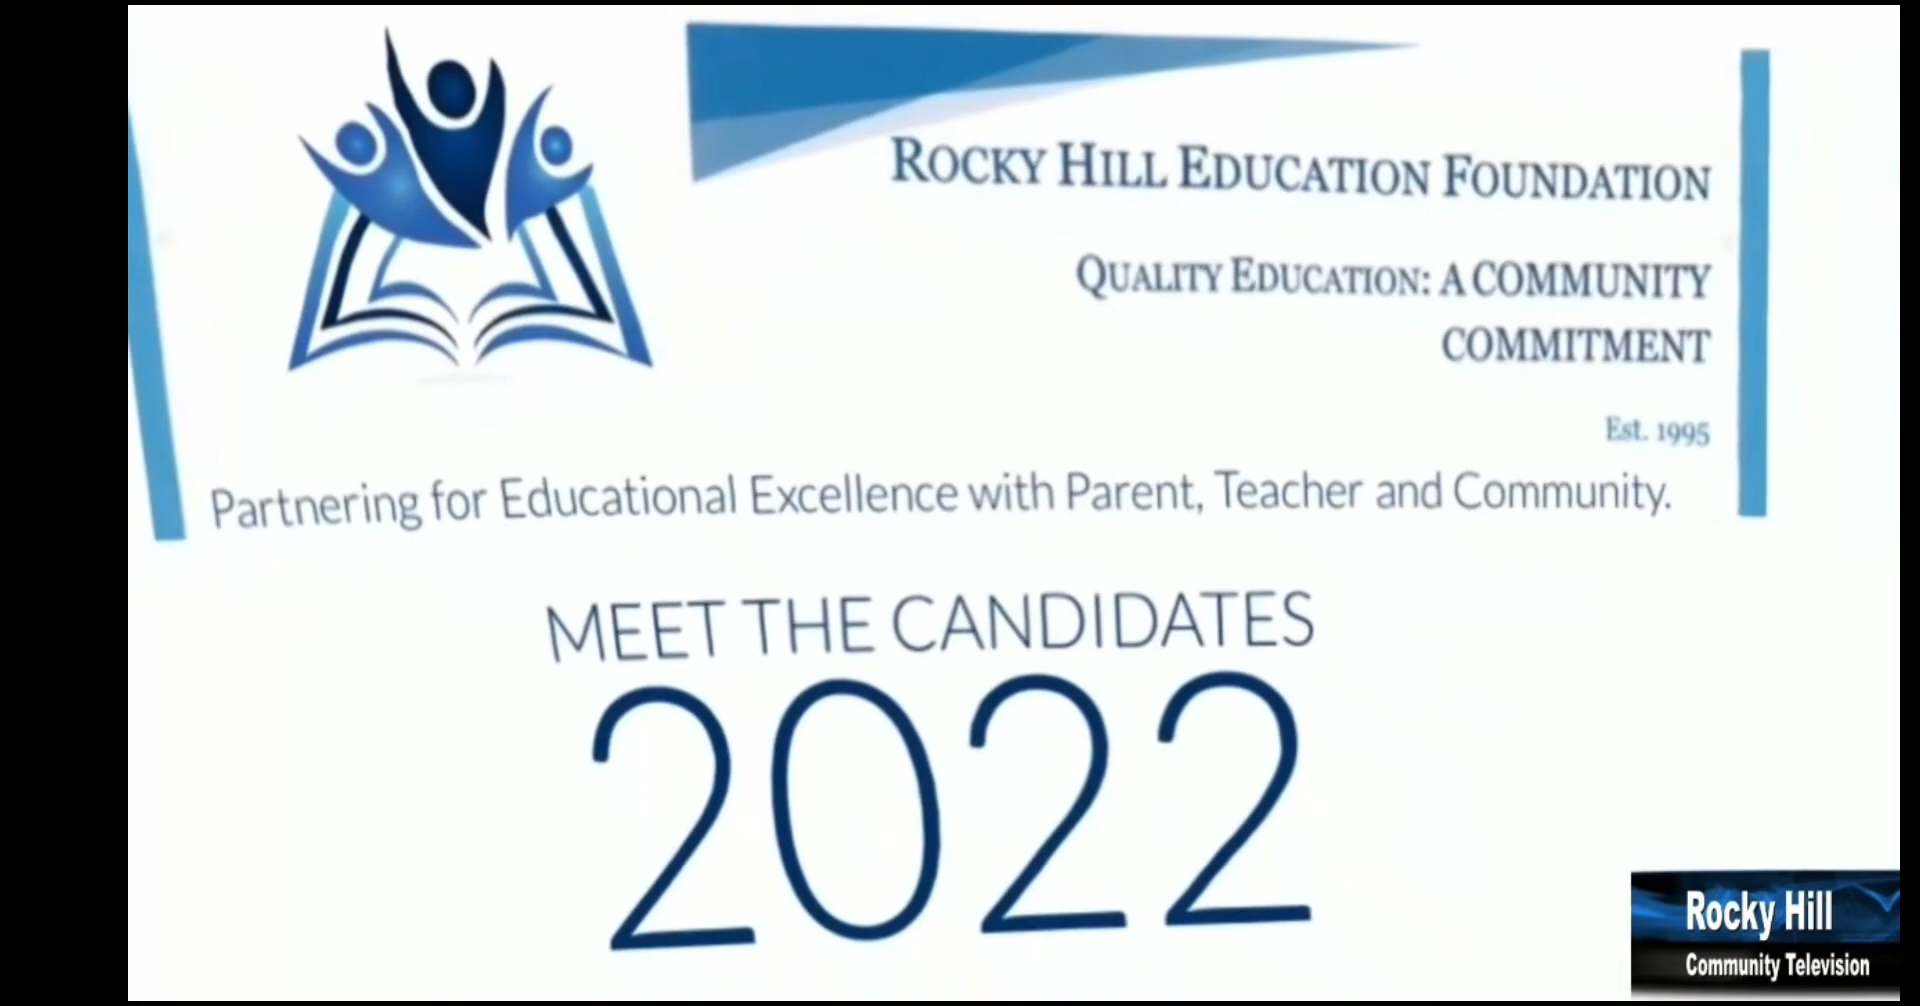 ROCKY HILL EDUCATION FOUNDATION
QUALITY EDUCATION: A COMMUNITY
COMMITMENT
Est. 1995
Partnering for Educational Excellence with Parent, Teacher and Community.
MEET THE CANDIDATES
2022
Rocky Hill
Community Television